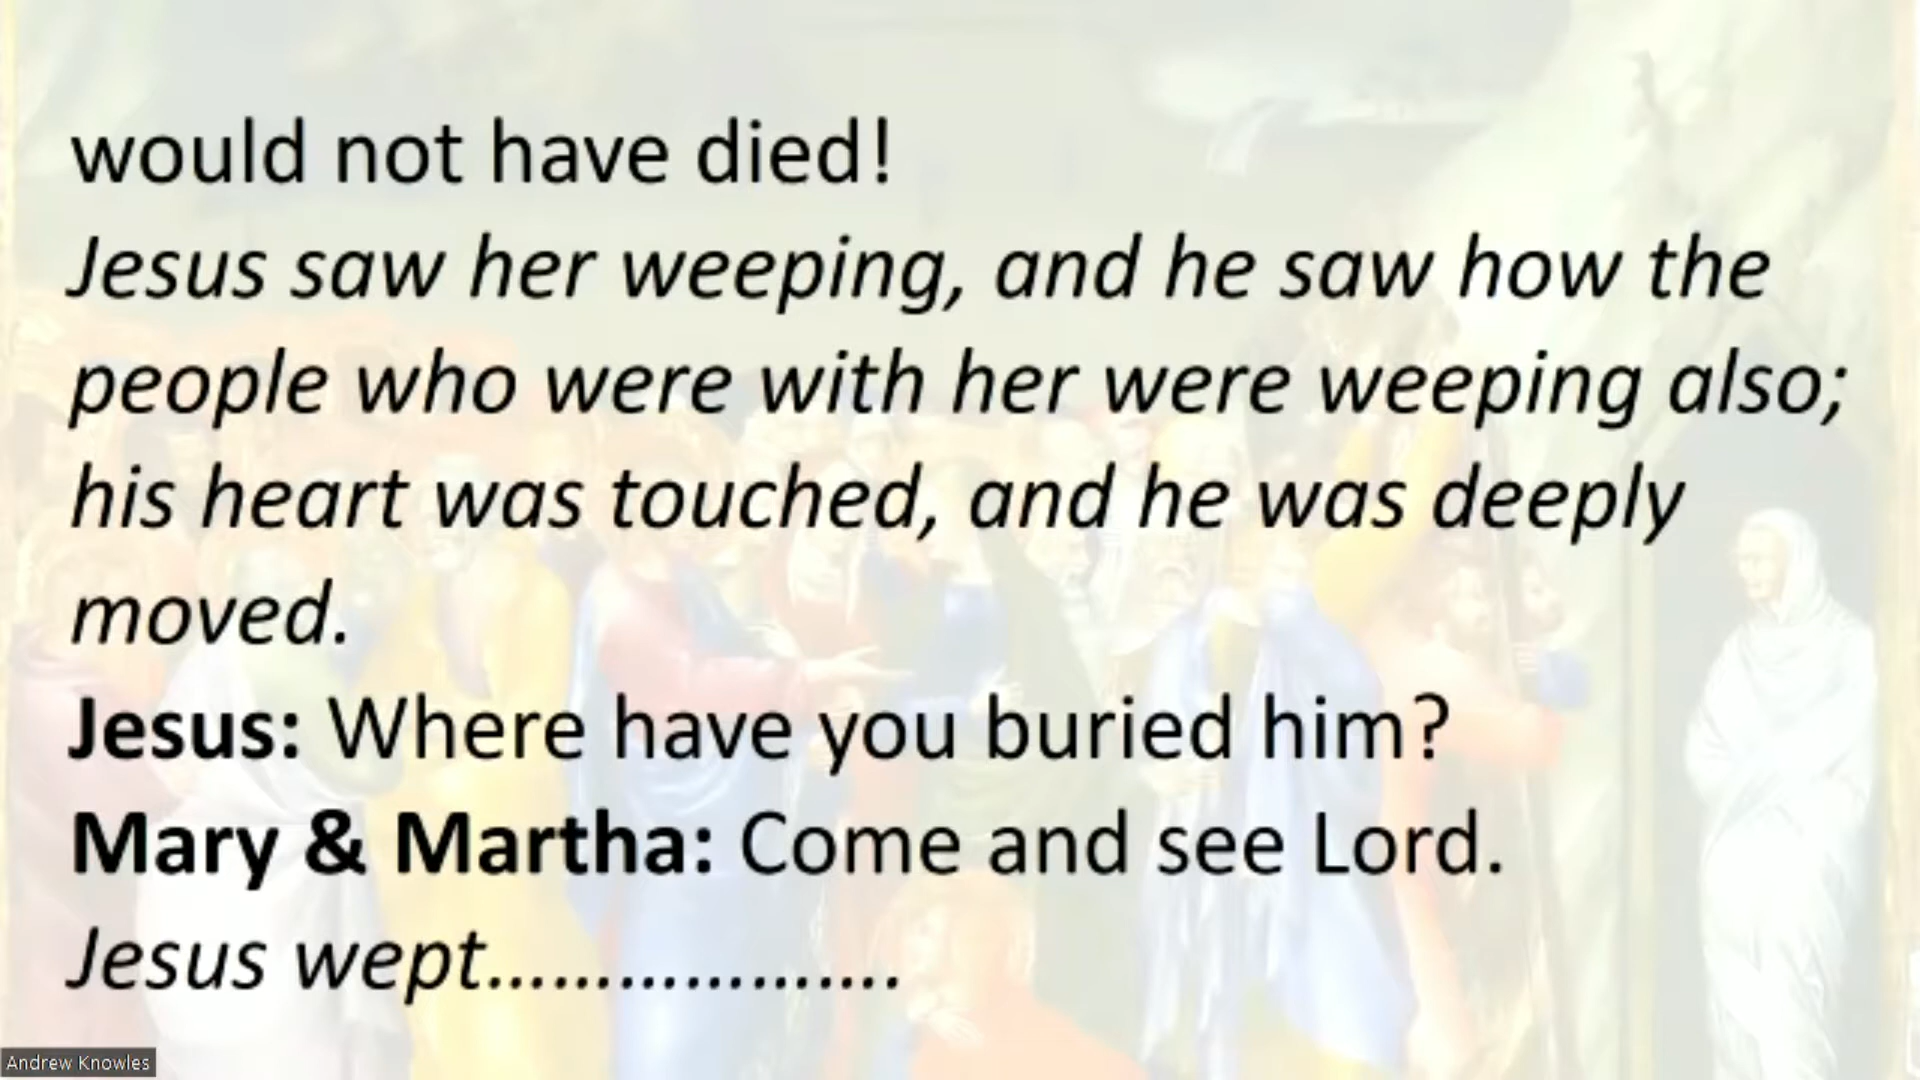 would not have died!
Jesus saw her weeping, and he saw how the
people who were with her were weeping also;
his heart was touched, and he was deeply
moved.
Jesus: Where have you buried him?
Mary & Martha: Come and see Lord.
Jesus wept………………….
Andrew Knowles